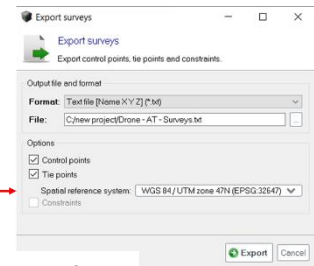 Export surveys
Export surveys
Export control points, tie points and constraints.
Output file and format
Format: Text file [Name X Y Z] (*.txt)
File: C:/new project/Drone - AT - Surveys.txt ...
Options
Control points
Tie points
Spatial reference system: WGS 84 / UTM zone 47N (EPSG:32647)
Constraints
Export Cancel